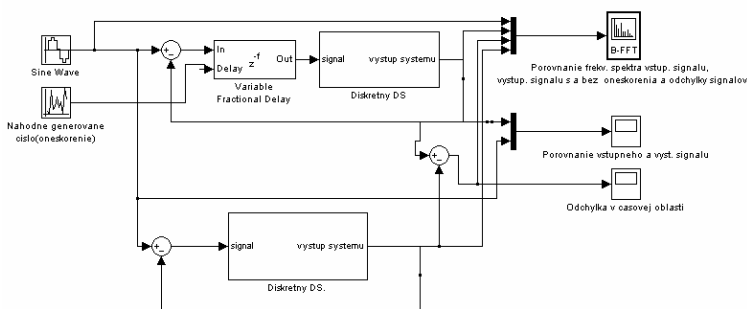 Sine Wave
Nahodne generovane
cislo(oneskorenie)
+
-
In
Delay
z
-f
Out
Variable
Fractional Delay
signal
vystup systemu
Diskretny DS
B-FFT
Porovnanie frekv. spektra vstup. signalu,
vystup. signalu s a bez oneskorenia a odchylky signalov
Porovnanie vstupneho a vyst. signalu
+
-
Odchylka v casovej oblasti
+
-
signal
vystup systemu
Diskretny DS.